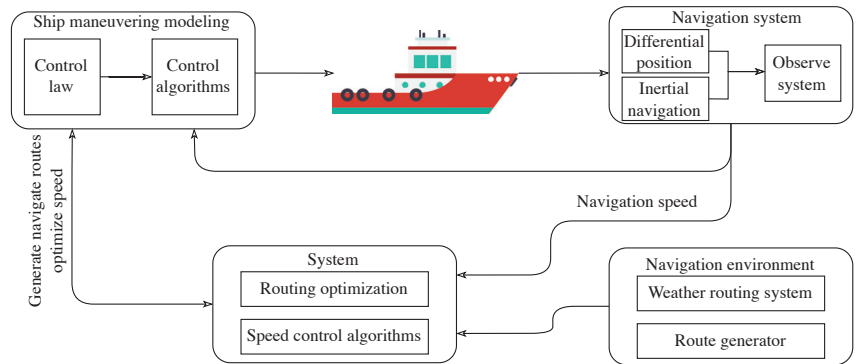 Ship maneuvering modeling
Control
law
Control
algorithms
Navigation system
Differential
position
Inertial
navigation
Observe
system
Generate navigate routes
optimize speed
Navigation speed
System
Routing optimization
Speed control algorithms
Navigation environment
Weather routing system
Route generator